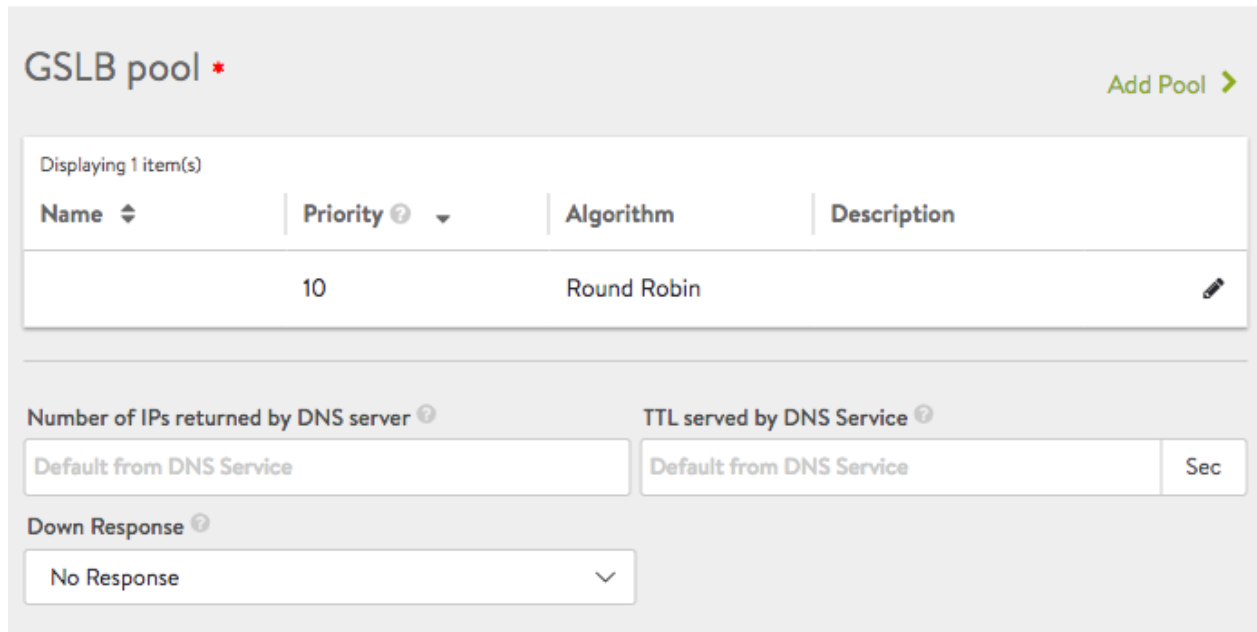 GSLB pool *
Add Pool >
Displaying 1 item(s)
Name Priority ? Algorithm Description
10 Round Robin
Number of IPs returned by DNS server ? TTL served by DNS Service ?
Default from DNS Service Default from DNS Service Sec
Down Response ?
No Response